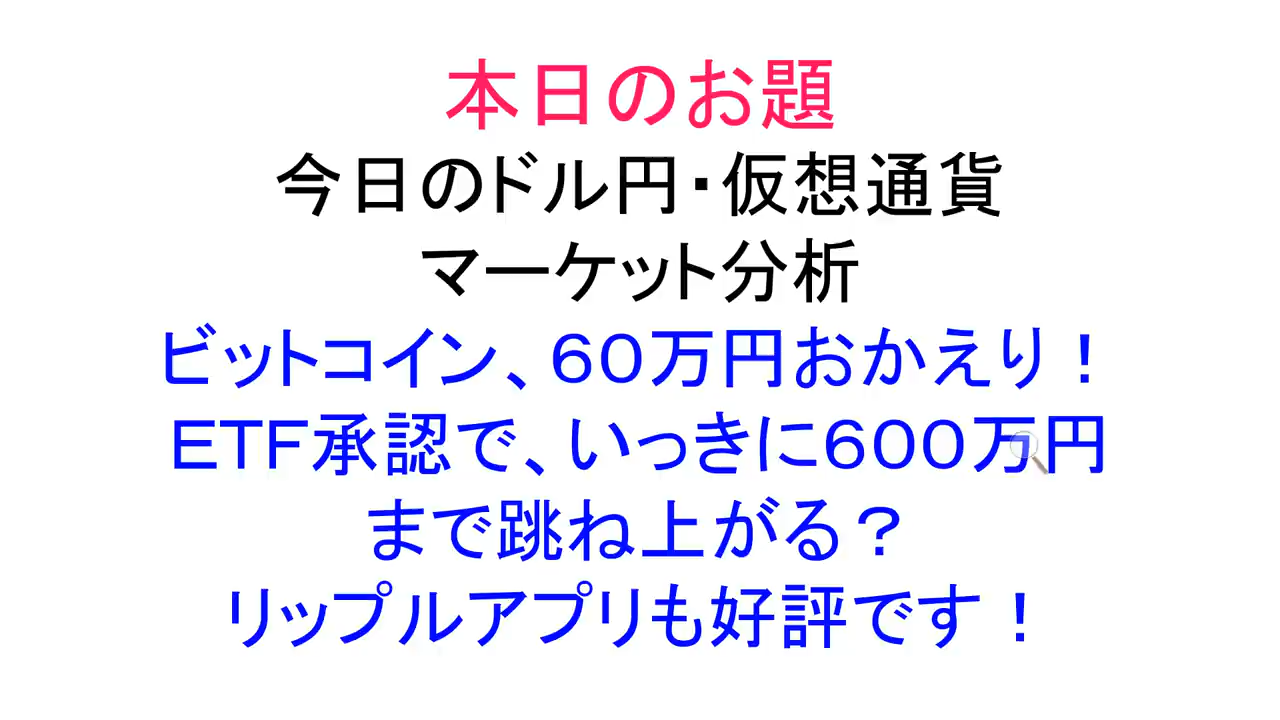 本日のお題
今日のドル円・仮想通貨
マーケット分析
ビットコイン、60万円おかえり！
ETF承認で、いっきに600万円
まで跳ね上がる？
リップルアプリも好評です！